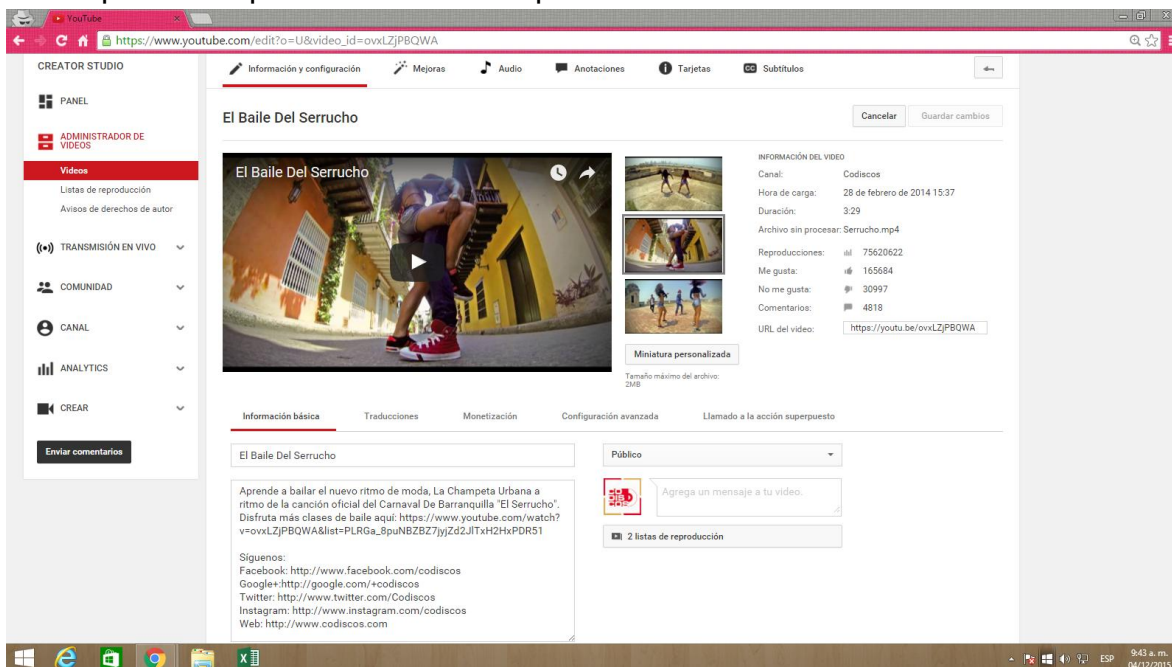 YouTube
https://www.youtube.com/edit?o=U&video_id=ovxLZjPBQWA
CREATOR STUDIO
PANEL
ADMINISTRADOR DE
VIDEOS
Videos
Listas de reproducción
Avisos de derechos de autor
TRANSMISIÓN EN VIVO
COMUNIDAD
CANAL
ANALYTICS
CREAR
Enviar comentarios
Información y configuración
Mejoras
Audio
Anotaciones
Tarjetas
CC Subtítulos
El Baile Del Serrucho
Cancelar
Guardar cambios
El Baile Del Serrucho
Miniatura personalizada
Tamaño máximo del archivo:
2MB
INFORMACIÓN DEL VIDEO
Canal: Codiscos
Hora de carga: 28 de febrero de 2014 15:37
Duración: 3:29
Archivo sin procesar: Serrucho.mp4
Reproducciones: 75620622
Me gusta: 165684
No me gusta: 30997
Comentarios: 4818
URL del video: https://youtu.be/ovxLZjPBQWA
Información básica
Traducciones
Monetización
Configuración avanzada
Llamado a la acción superpuesto
El Baile Del Serrucho
Aprende a bailar el nuevo ritmo de moda, La Champeta Urbana a
ritmo de la canción oficial del Carnaval De Barranquilla "El Serrucho".
Disfruta más clases de baile aquí: https://www.youtube.com/watch?
v=ovxLZjPBQWA&list=PLRGa_8puNBZBZ7jyjZd2JlTxH2HxPDR51
Síguenos:
Facebook: http://www.facebook.com/codiscos
Google+:http://google.com/+codiscos
Twitter: http://www.twitter.com/Codiscos
Instagram: http://www.instagram.com/codiscos
Web: http://www.codiscos.com
Público
Agrega un mensaje a tu video.
2 listas de reproducción
ESP
9:43 a. m.
04/12/2015